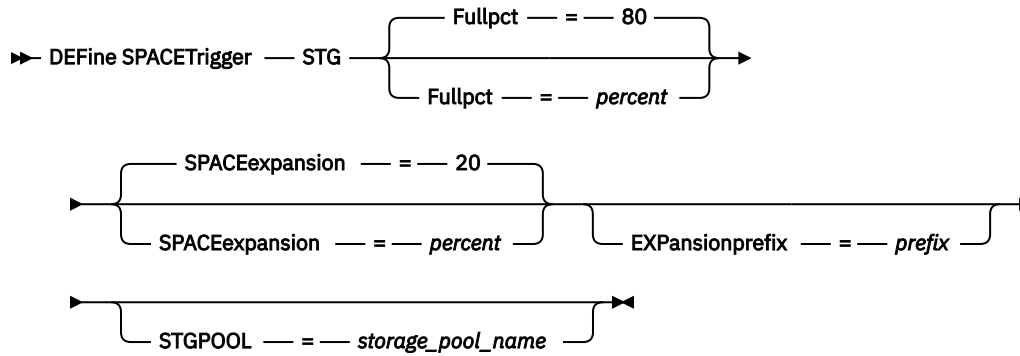 Fullpct = 80
DEFine SPACETrigger STG
Fullpct = percent
SPACEexpansion = 20
SPACEexpansion = percent
EXPansionprefix = prefix
STGPOOL = storage_pool_name